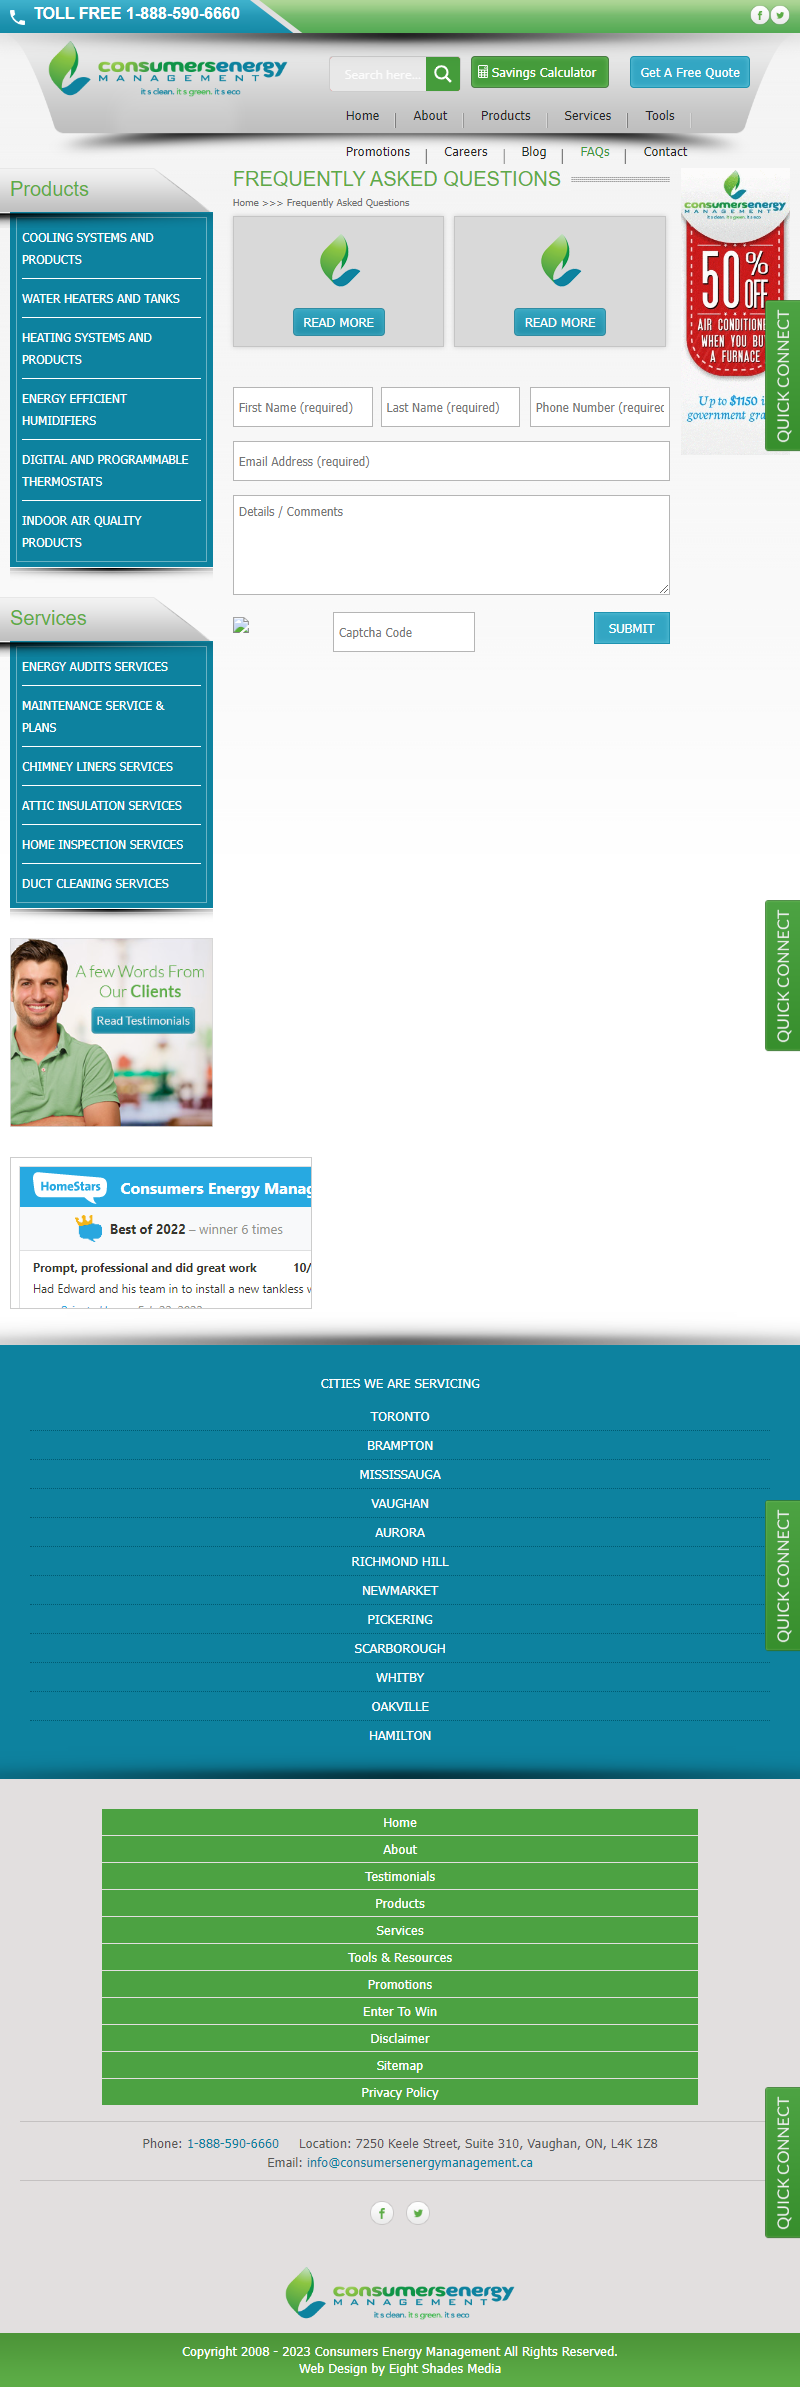 TOLL FREE 1-888-590-6660
consumersenergy
MANAGEMENT
it s clean. it s green. it s eco
Search here...
Savings Calculator
Get A Free Quote
Home
About
Products
Services
Tools
Promotions
Careers
Blog
FAQs
Contact
Products
COOLING SYSTEMS AND
PRODUCTS
WATER HEATERS AND TANKS
HEATING SYSTEMS AND
PRODUCTS
ENERGY EFFICIENT
HUMIDIFIERS
DIGITAL AND PROGRAMMABLE
THERMOSTATS
INDOOR AIR QUALITY
PRODUCTS
Services
ENERGY AUDITS SERVICES
MAINTENANCE SERVICE &
PLANS
CHIMNEY LINERS SERVICES
ATTIC INSULATION SERVICES
HOME INSPECTION SERVICES
DUCT CLEANING SERVICES
A few Words From
Our Clients
Read Testimonials
HomeStars
Consumers Energy Manag
Best of 2022 – winner 6 times
Prompt, professional and did great work 10/
Had Edward and his team in to install a new tankless w
FREQUENTLY ASKED QUESTIONS
Home >>> Frequently Asked Questions
READ MORE
READ MORE
First Name (required)
Last Name (required)
Phone Number (required
Email Address (required)
Details / Comments
Captcha Code
SUBMIT
consumersenergy
MANAGEMENT
it s clean. it s green. it s eco
50% OFF
AIR CONDITIONE
WHEN YOU BU
A FURNACE
Up to $1150 i
government gra
QUICK CONNECT
QUICK CONNECT
QUICK CONNECT
QUICK CONNECT
CITIES WE ARE SERVICING
TORONTO
BRAMPTON
MISSISSAUGA
VAUGHAN
AURORA
RICHMOND HILL
NEWMARKET
PICKERING
SCARBOROUGH
WHITBY
OAKVILLE
HAMILTON
Home
About
Testimonials
Products
Services
Tools & Resources
Promotions
Enter To Win
Disclaimer
Sitemap
Privacy Policy
Phone: 1-888-590-6660 Location: 7250 Keele Street, Suite 310, Vaughan, ON, L4K 1Z8
Email: info@consumersenergymanagement.ca
consumersenergy
MANAGEMENT
it s clean. it s green. it s eco
Copyright 2008 - 2023 Consumers Energy Management All Rights Reserved.
Web Design by Eight Shades Media